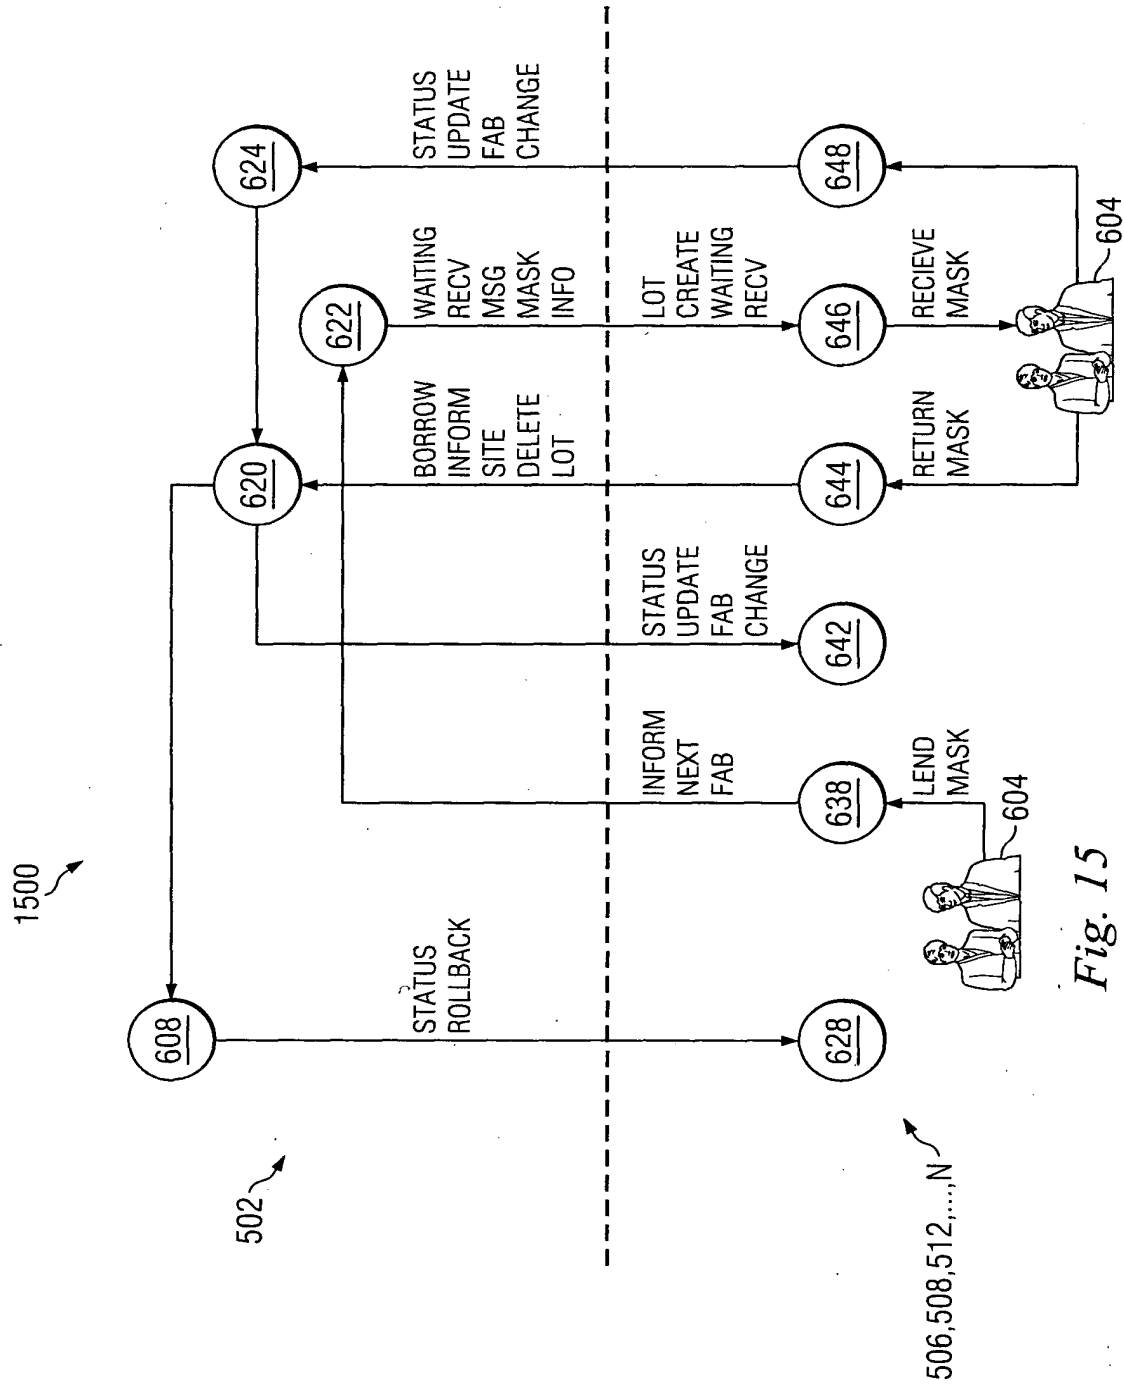 1500
502
608
620
624
622
STATUS
ROLLBACK
BORROW
INFORM
SITE
DELETE
LOT
WAITING
RECV
MSG
MASK
INFO
STATUS
UPDATE
FAB
CHANGE
INFORM
NEXT
FAB
STATUS
UPDATE
FAB
CHANGE
LOT
CREATE
WAITING
RECV
628
638
642
644
646
648
506,508,512,...,N
LEND
MASK
RETURN
MASK
RECIEVE
MASK
604
604
Fig. 15